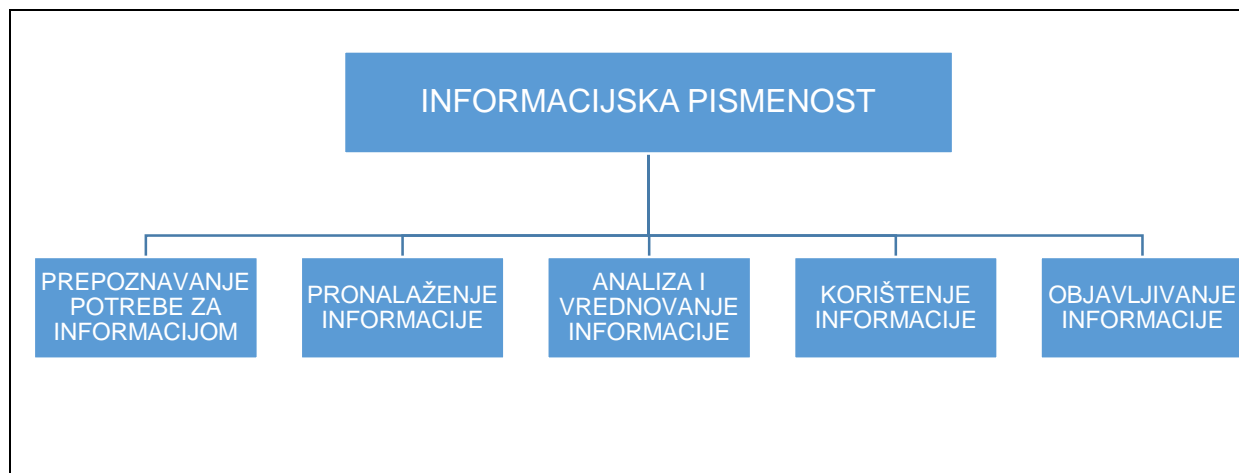 INFORMACIJSKA PISMENOST
PREPOZNAVANJE
POTREBE ZA
INFORMACIJOM
PRONALAŽENJE
INFORMACIJE
ANALIZA I
VREDNOVANJE
INFORMACIJE
KORIŠTENJE
INFORMACIJE
OBJAVLJIVANJE
INFORMACIJE